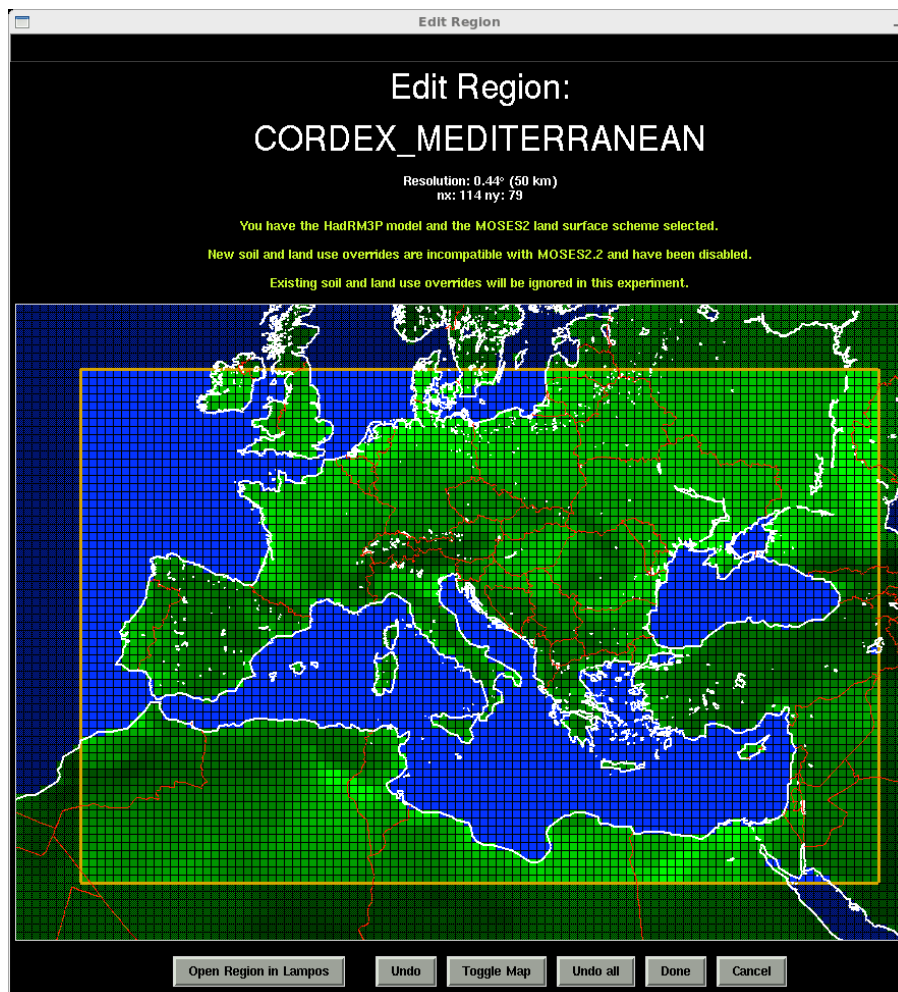 Edit Region
Edit Region:
CORDEX_MEDITERRANEAN
Resolution: 0.44° (50 km)
nx: 114 ny: 79
You have the HadRM3P model and the MOSES2 land surface scheme selected.
New soil and land use overrides are incompatible with MOSES2.2 and have been disabled.
Existing soil and land use overrides will be ignored in this experiment.
Open Region in Lampos
Undo
Toggle Map
Undo all
Done
Cancel